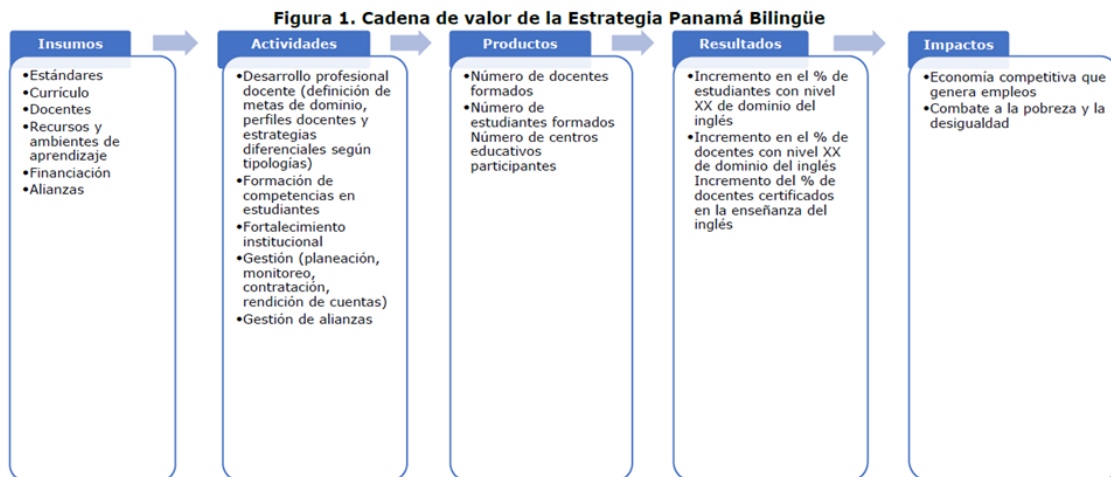 Figura 1. Cadena de valor de la Estrategia Panamá Bilingüe
Insumos
•Estándares
•Currículo
•Docentes
•Recursos y
ambientes de
aprendizaje
•Financiación
•Alianzas
Actividades
•Desarrollo profesional
docente (definición de
metas de dominio,
perfiles docentes y
estrategias
diferenciales según
tipologías)
•Formación de
competencias en
estudiantes
•Fortalecimiento
institucional
•Gestión (planeación,
monitoreo,
contratación,
rendición de cuentas)
•Gestión de alianzas
Productos
•Número de docentes
formados
•Número de
estudiantes formados
Número de centros
educativos
participantes
Resultados
•Incremento en el % de
estudiantes con nivel
XX de dominio del
inglés
•Incremento en el % de
docentes con nivel XX
de dominio del inglés
Incremento del % de
docentes certificados
en la enseñanza del
inglés
Impactos
•Economía competitiva que
genera empleos
•Combate a la pobreza y la
desigualdad